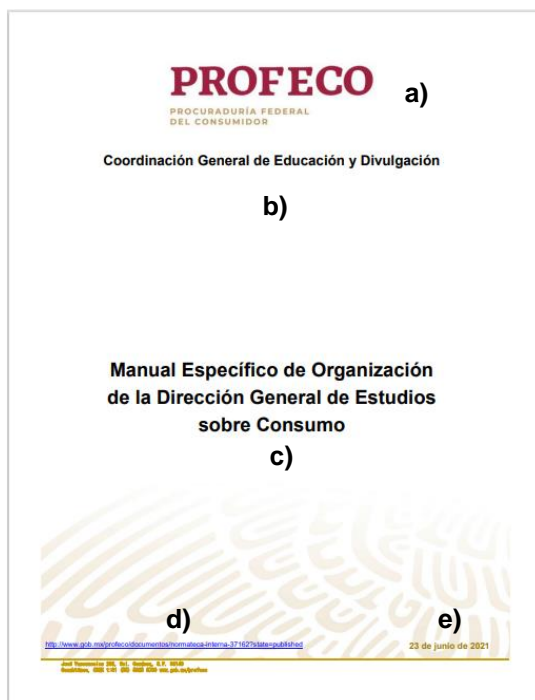 PROFECO
a)
PROCURADURÍA FEDERAL
DEL CONSUMIDOR
Coordinación General de Educación y Divulgación
b)
Manual Específico de Organización
de la Dirección General de Estudios
sobre Consumo
c)
d)
e)
http://www.gob.mx/profeco/documentos/normateca-interna-37162?state=published
23 de junio de 2021